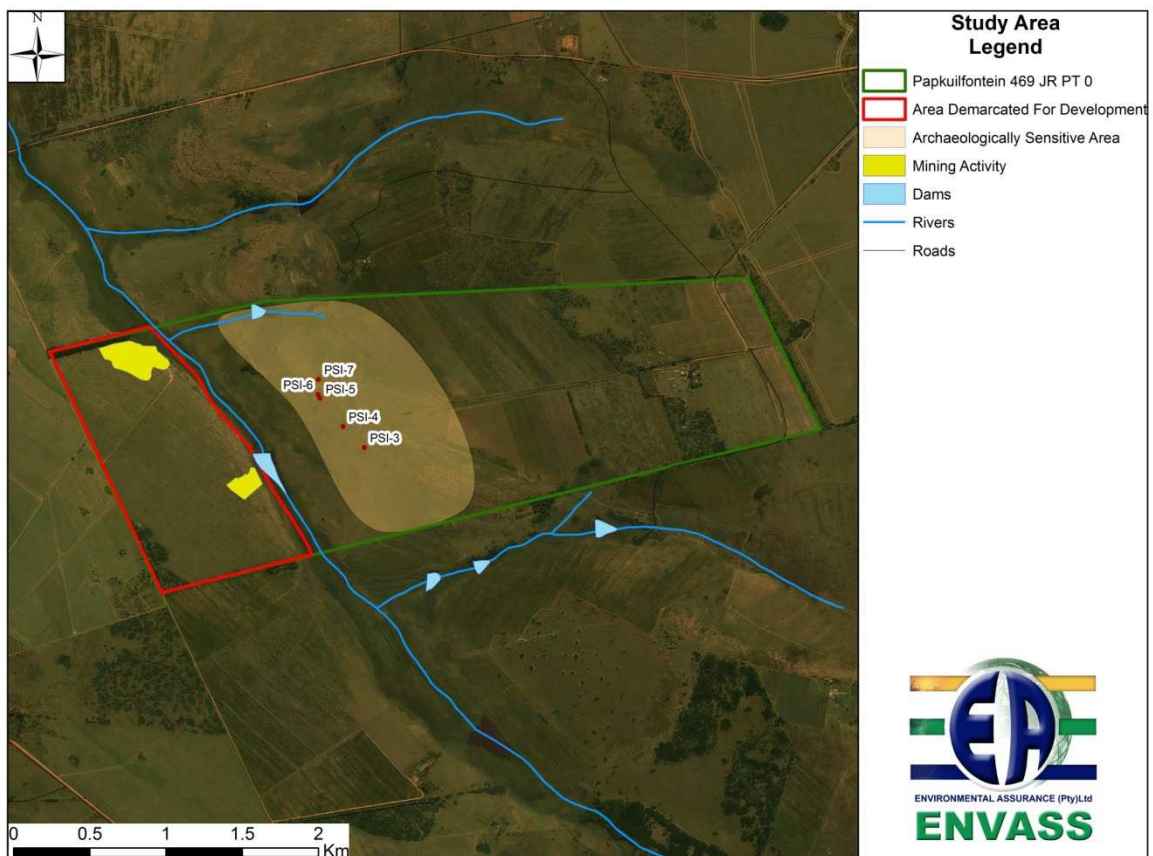 N
Study Area
Legend
Papkuilfontein 469 JR PT 0
Area Demarcated For Development
Archaeologically Sensitive Area
Mining Activity
Dams
Rivers
Roads
PSI-7
PSI-6
PSI-5
PSI-4
PSI-3
0 0.5 1 1.5 2
Km
EA
ENVIRONMENTAL ASSURANCE (Pty)Ltd
ENVASS